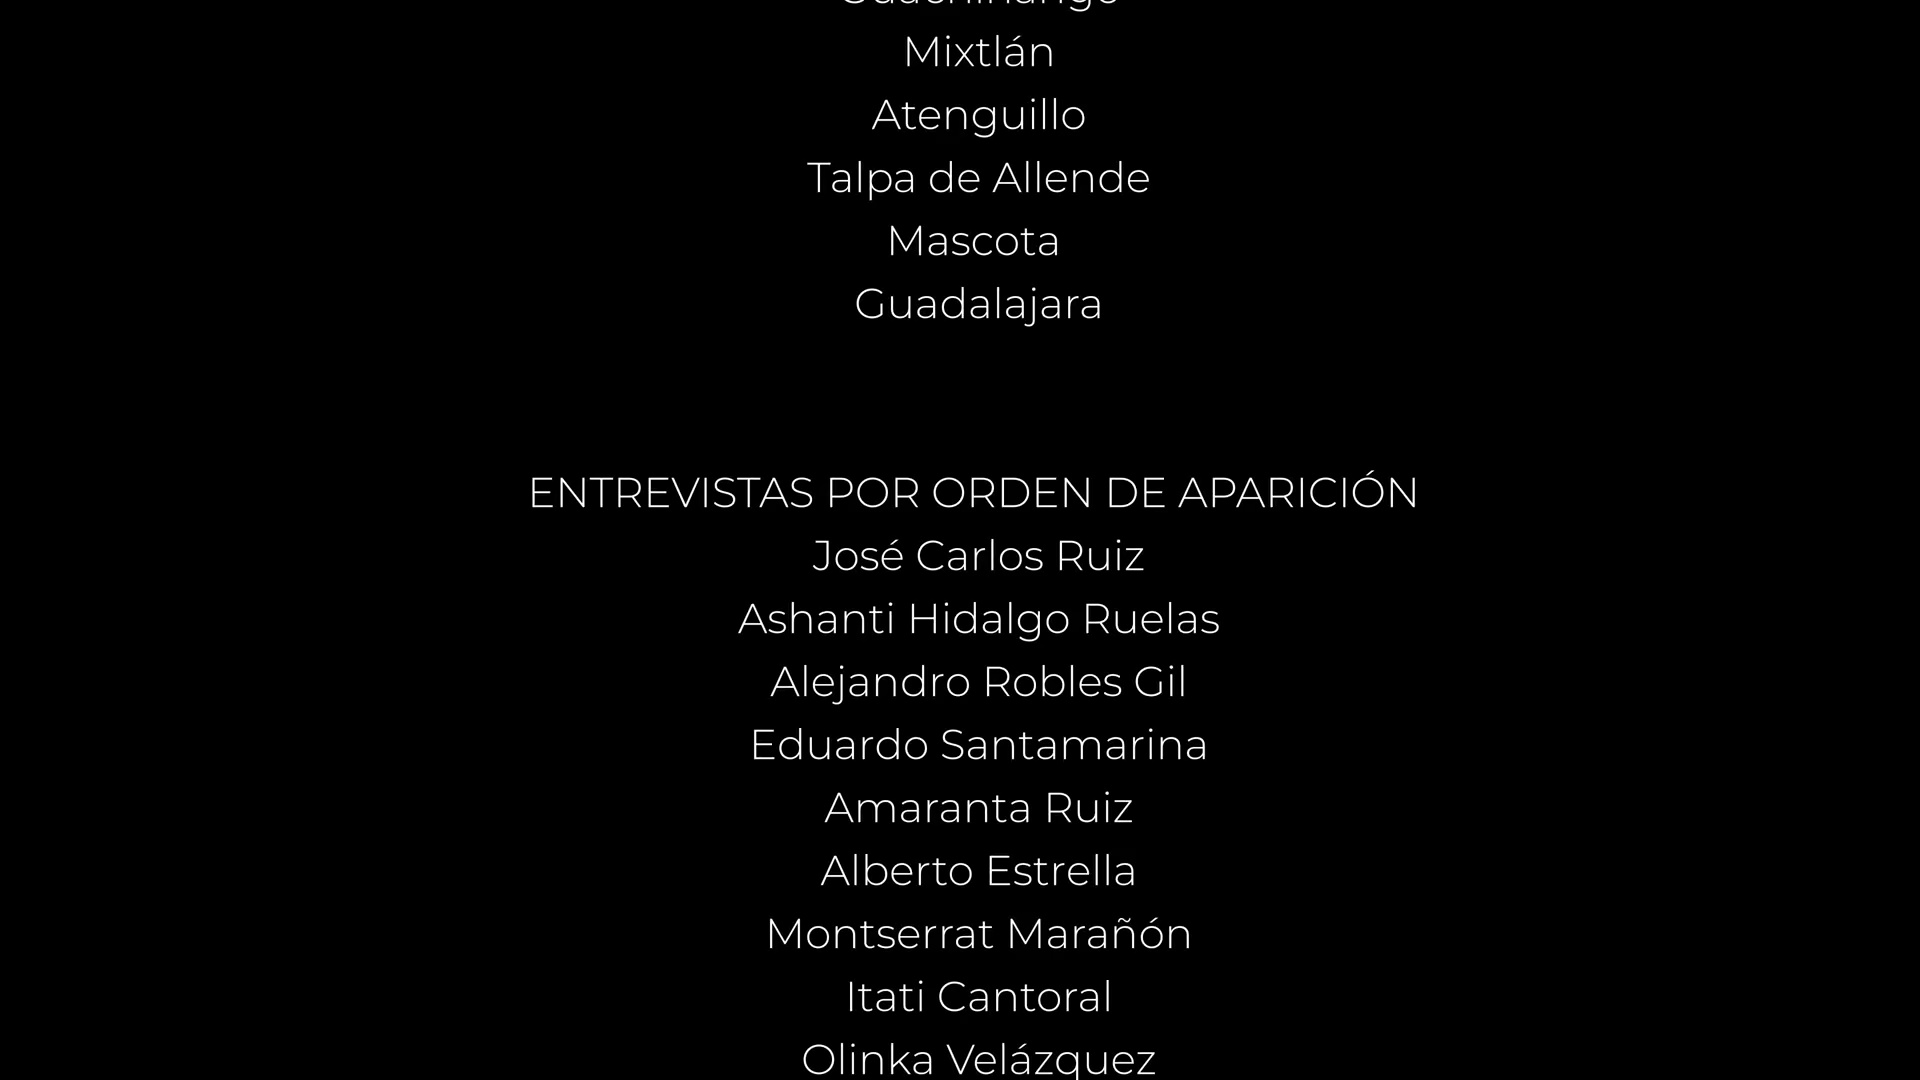 Mixtlán
Atenguillo
Talpa de Allende
Mascota
Guadalajara
ENTREVISTAS POR ORDEN DE APARICIÓN
José Carlos Ruiz
Ashanti Hidalgo Ruelas
Alejandro Robles Gil
Eduardo Santamarina
Amaranta Ruiz
Alberto Estrella
Montserrat Marañón
Itati Cantoral
Olinka Velázquez